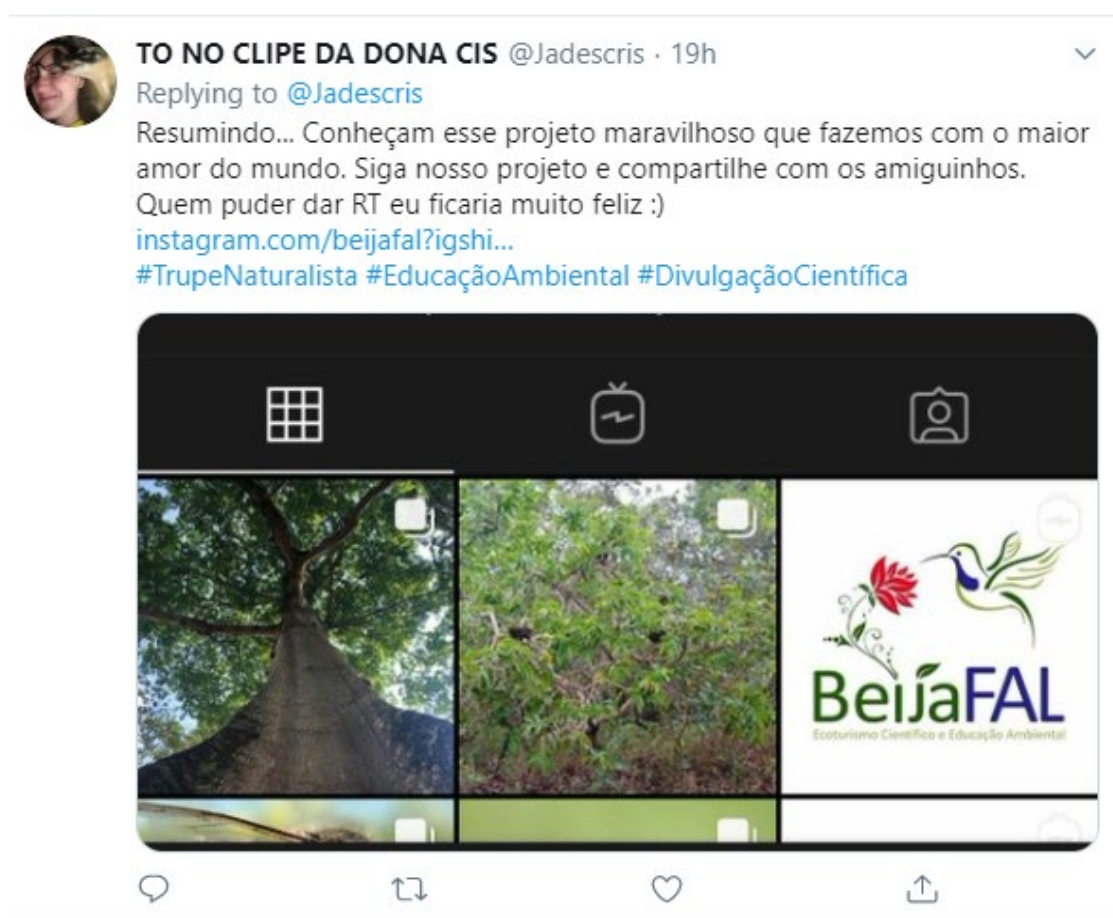 TO NO CLIPE DA DONA CIS @Jadescris · 19h
Replying to @Jadescris
Resumindo... Conheçam esse projeto maravilhoso que fazemos com o maior
amor do mundo. Siga nosso projeto e compartilhe com os amiguinhos.
Quem puder dar RT eu ficaria muito feliz :)
instagram.com/beijafal?igshi...
#TrupeNaturalista #EducaçãoAmbiental #DivulgaçãoCientífica
BeijaFAL
Ecoturismo Científico e Educação Ambiental